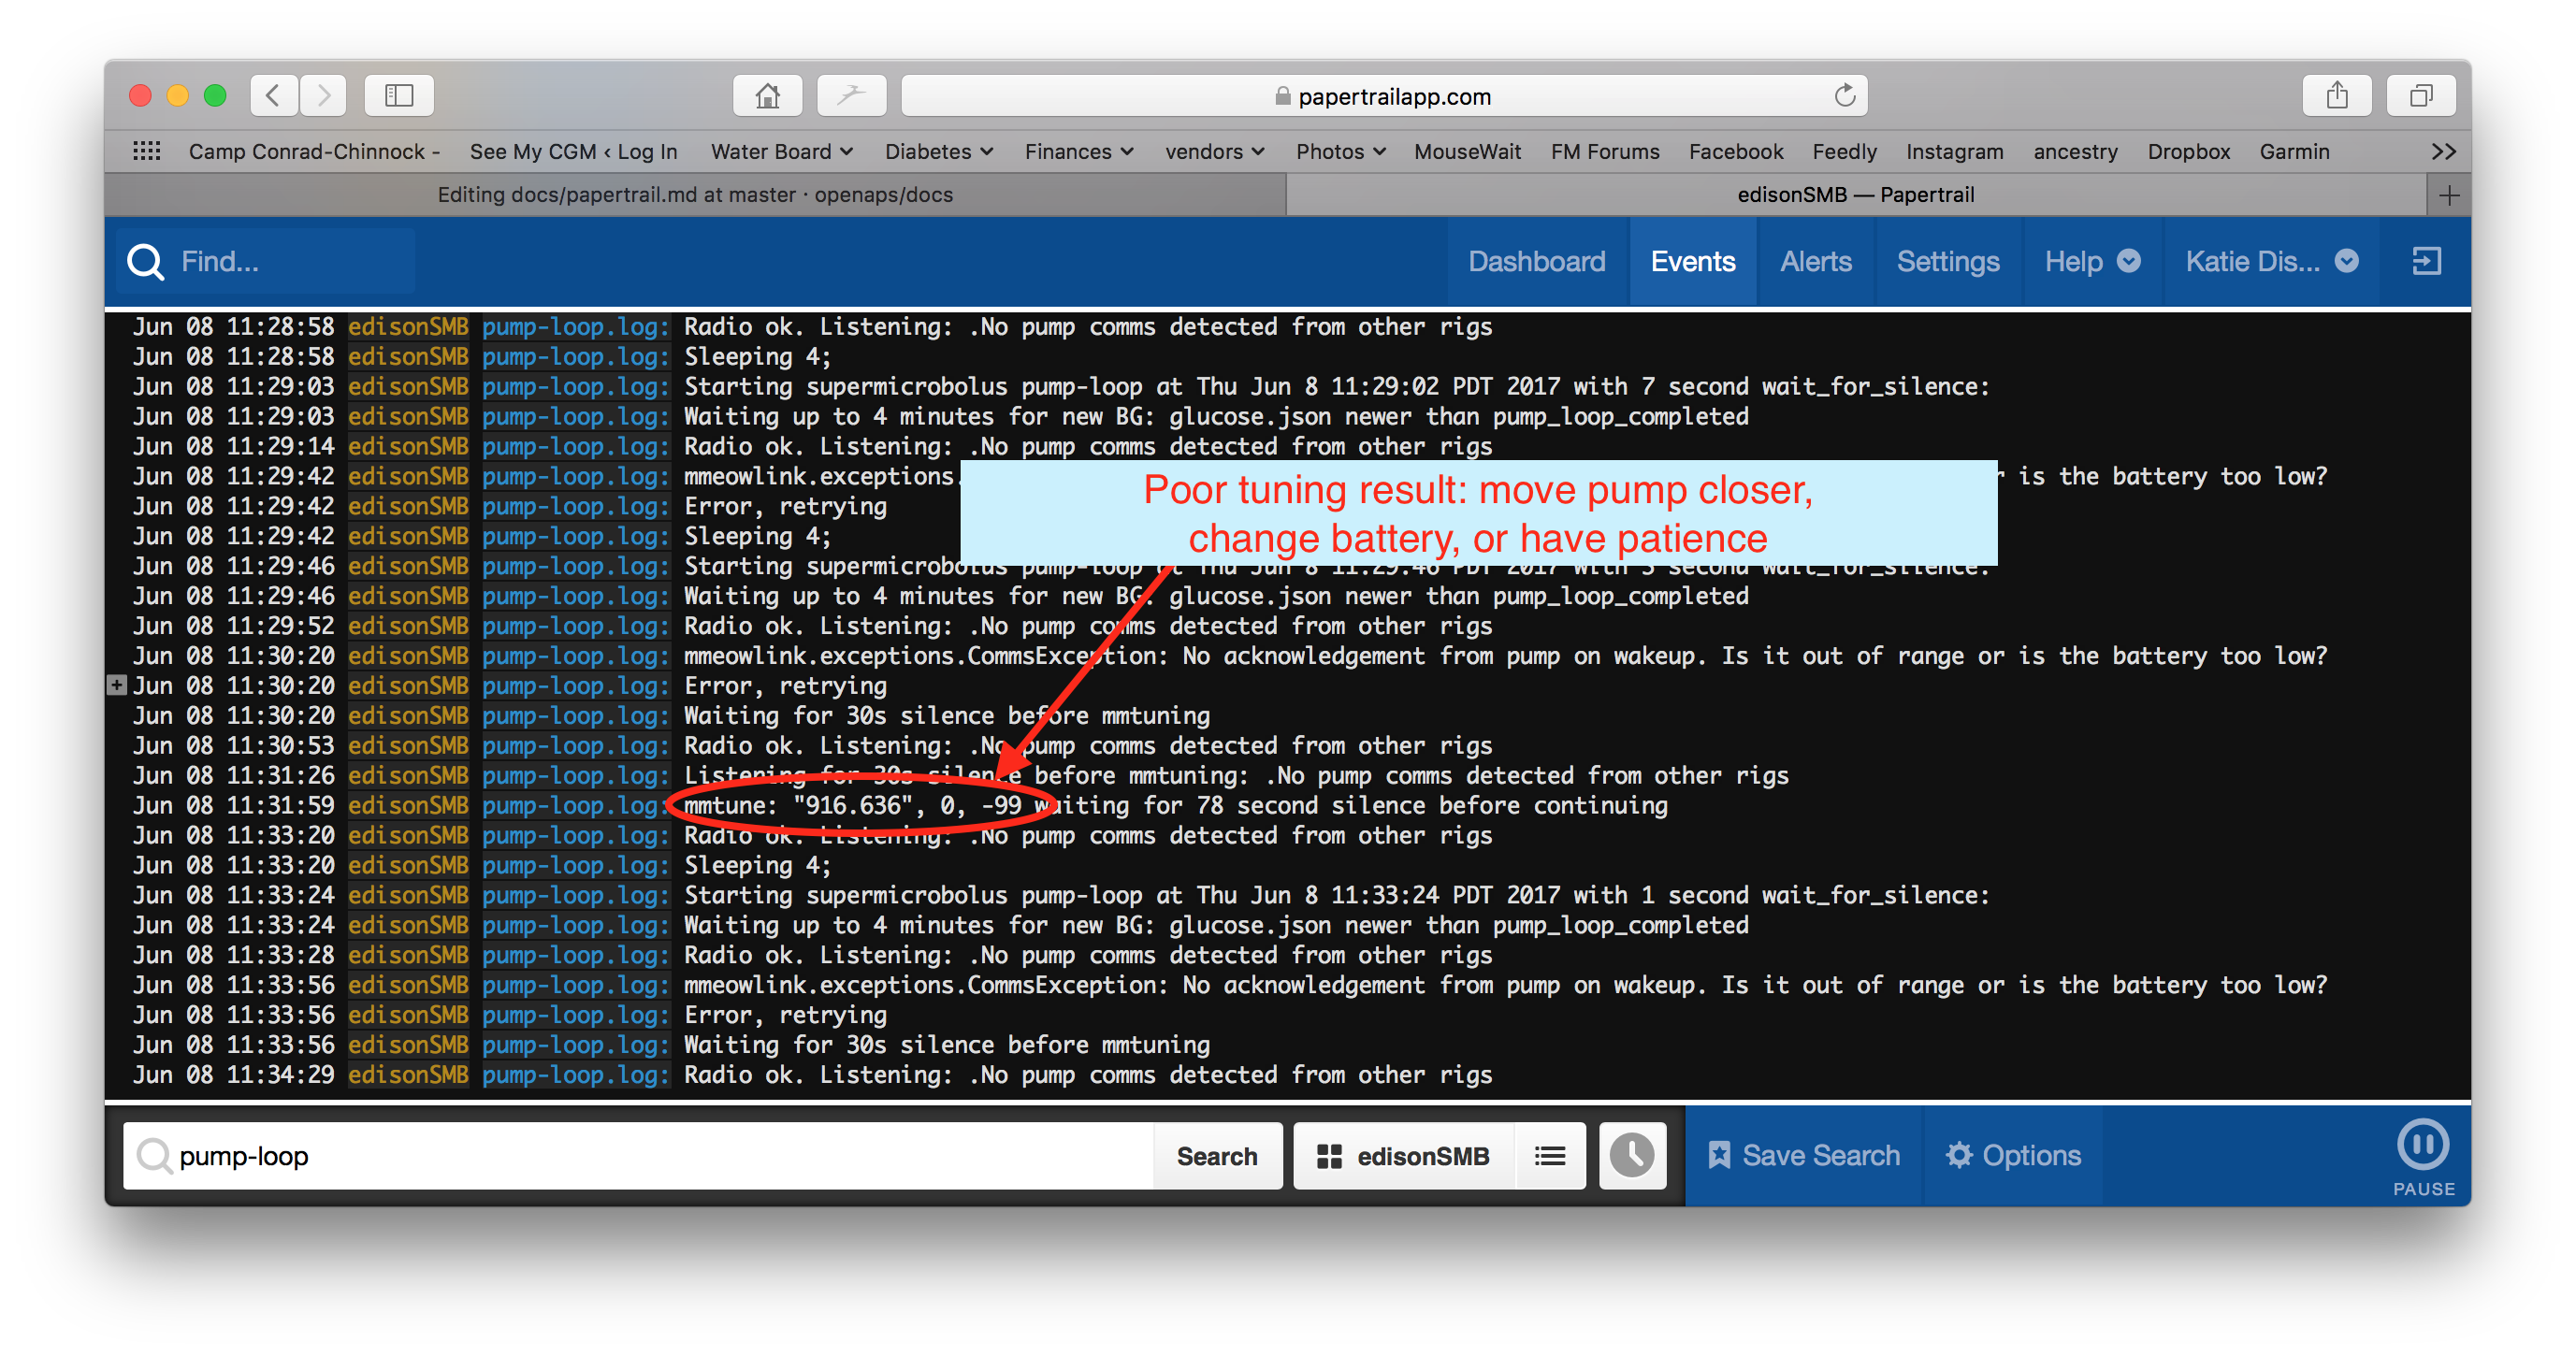 papertrailapp.com
Camp Conrad-Chinnock - See My CGM ‹ Log In Water Board Diabetes Finances vendors Photos MouseWait FM Forums Facebook Feedly Instagram ancestry Dropbox Garmin >>
Editing docs/papertrail.md at master · openaps/docs edisonSMB — Papertrail +
Find... Dashboard Events Alerts Settings Help Katie Dis...
Jun 08 11:28:58 edisonSMB pump-loop.log: Radio ok. Listening: .No pump comms detected from other rigs
Jun 08 11:28:58 edisonSMB pump-loop.log: Sleeping 4;
Jun 08 11:29:03 edisonSMB pump-loop.log: Starting supermicrobolus pump-loop at Thu Jun 8 11:29:02 PDT 2017 with 7 second wait_for_silence:
Jun 08 11:29:03 edisonSMB pump-loop.log: Waiting up to 4 minutes for new BG: glucose.json newer than pump_loop_completed
Jun 08 11:29:14 edisonSMB pump-loop.log: Radio ok. Listening: .No pump comms detected from other rigs
Jun 08 11:29:42 edisonSMB pump-loop.log: mmeowlink.exceptions. is the battery too low?
Poor tuning result: move pump closer,
change battery, or have patience
Jun 08 11:29:42 edisonSMB pump-loop.log: Error, retrying
Jun 08 11:29:42 edisonSMB pump-loop.log: Sleeping 4;
Jun 08 11:29:46 edisonSMB pump-loop.log: Starting supermicrobolus pump-loop at Thu Jun 8 11:29:46 PDT 2017 with 3 second wait_for_silence:
Jun 08 11:29:46 edisonSMB pump-loop.log: Waiting up to 4 minutes for new BG: glucose.json newer than pump_loop_completed
Jun 08 11:29:52 edisonSMB pump-loop.log: Radio ok. Listening: .No pump comms detected from other rigs
Jun 08 11:30:20 edisonSMB pump-loop.log: mmeowlink.exceptions.CommsException: No acknowledgement from pump on wakeup. Is it out of range or is the battery too low?
Jun 08 11:30:20 edisonSMB pump-loop.log: Error, retrying
Jun 08 11:30:20 edisonSMB pump-loop.log: Waiting for 30s silence before mmtuning
Jun 08 11:30:53 edisonSMB pump-loop.log: Radio ok. Listening: .No pump comms detected from other rigs
Jun 08 11:31:26 edisonSMB pump-loop.log: Listening for 30s silence before mmtuning: .No pump comms detected from other rigs
Jun 08 11:31:59 edisonSMB pump-loop.log: mmtune: "916.636", 0, -99 waiting for 78 second silence before continuing
Jun 08 11:33:20 edisonSMB pump-loop.log: Radio ok. Listening: .No pump comms detected from other rigs
Jun 08 11:33:20 edisonSMB pump-loop.log: Sleeping 4;
Jun 08 11:33:24 edisonSMB pump-loop.log: Starting supermicrobolus pump-loop at Thu Jun 8 11:33:24 PDT 2017 with 1 second wait_for_silence:
Jun 08 11:33:24 edisonSMB pump-loop.log: Waiting up to 4 minutes for new BG: glucose.json newer than pump_loop_completed
Jun 08 11:33:28 edisonSMB pump-loop.log: Radio ok. Listening: .No pump comms detected from other rigs
Jun 08 11:33:56 edisonSMB pump-loop.log: mmeowlink.exceptions.CommsException: No acknowledgement from pump on wakeup. Is it out of range or is the battery too low?
Jun 08 11:33:56 edisonSMB pump-loop.log: Error, retrying
Jun 08 11:33:56 edisonSMB pump-loop.log: Waiting for 30s silence before mmtuning
Jun 08 11:34:29 edisonSMB pump-loop.log: Radio ok. Listening: .No pump comms detected from other rigs
pump-loop Search edisonSMB Save Search Options
PAUSE